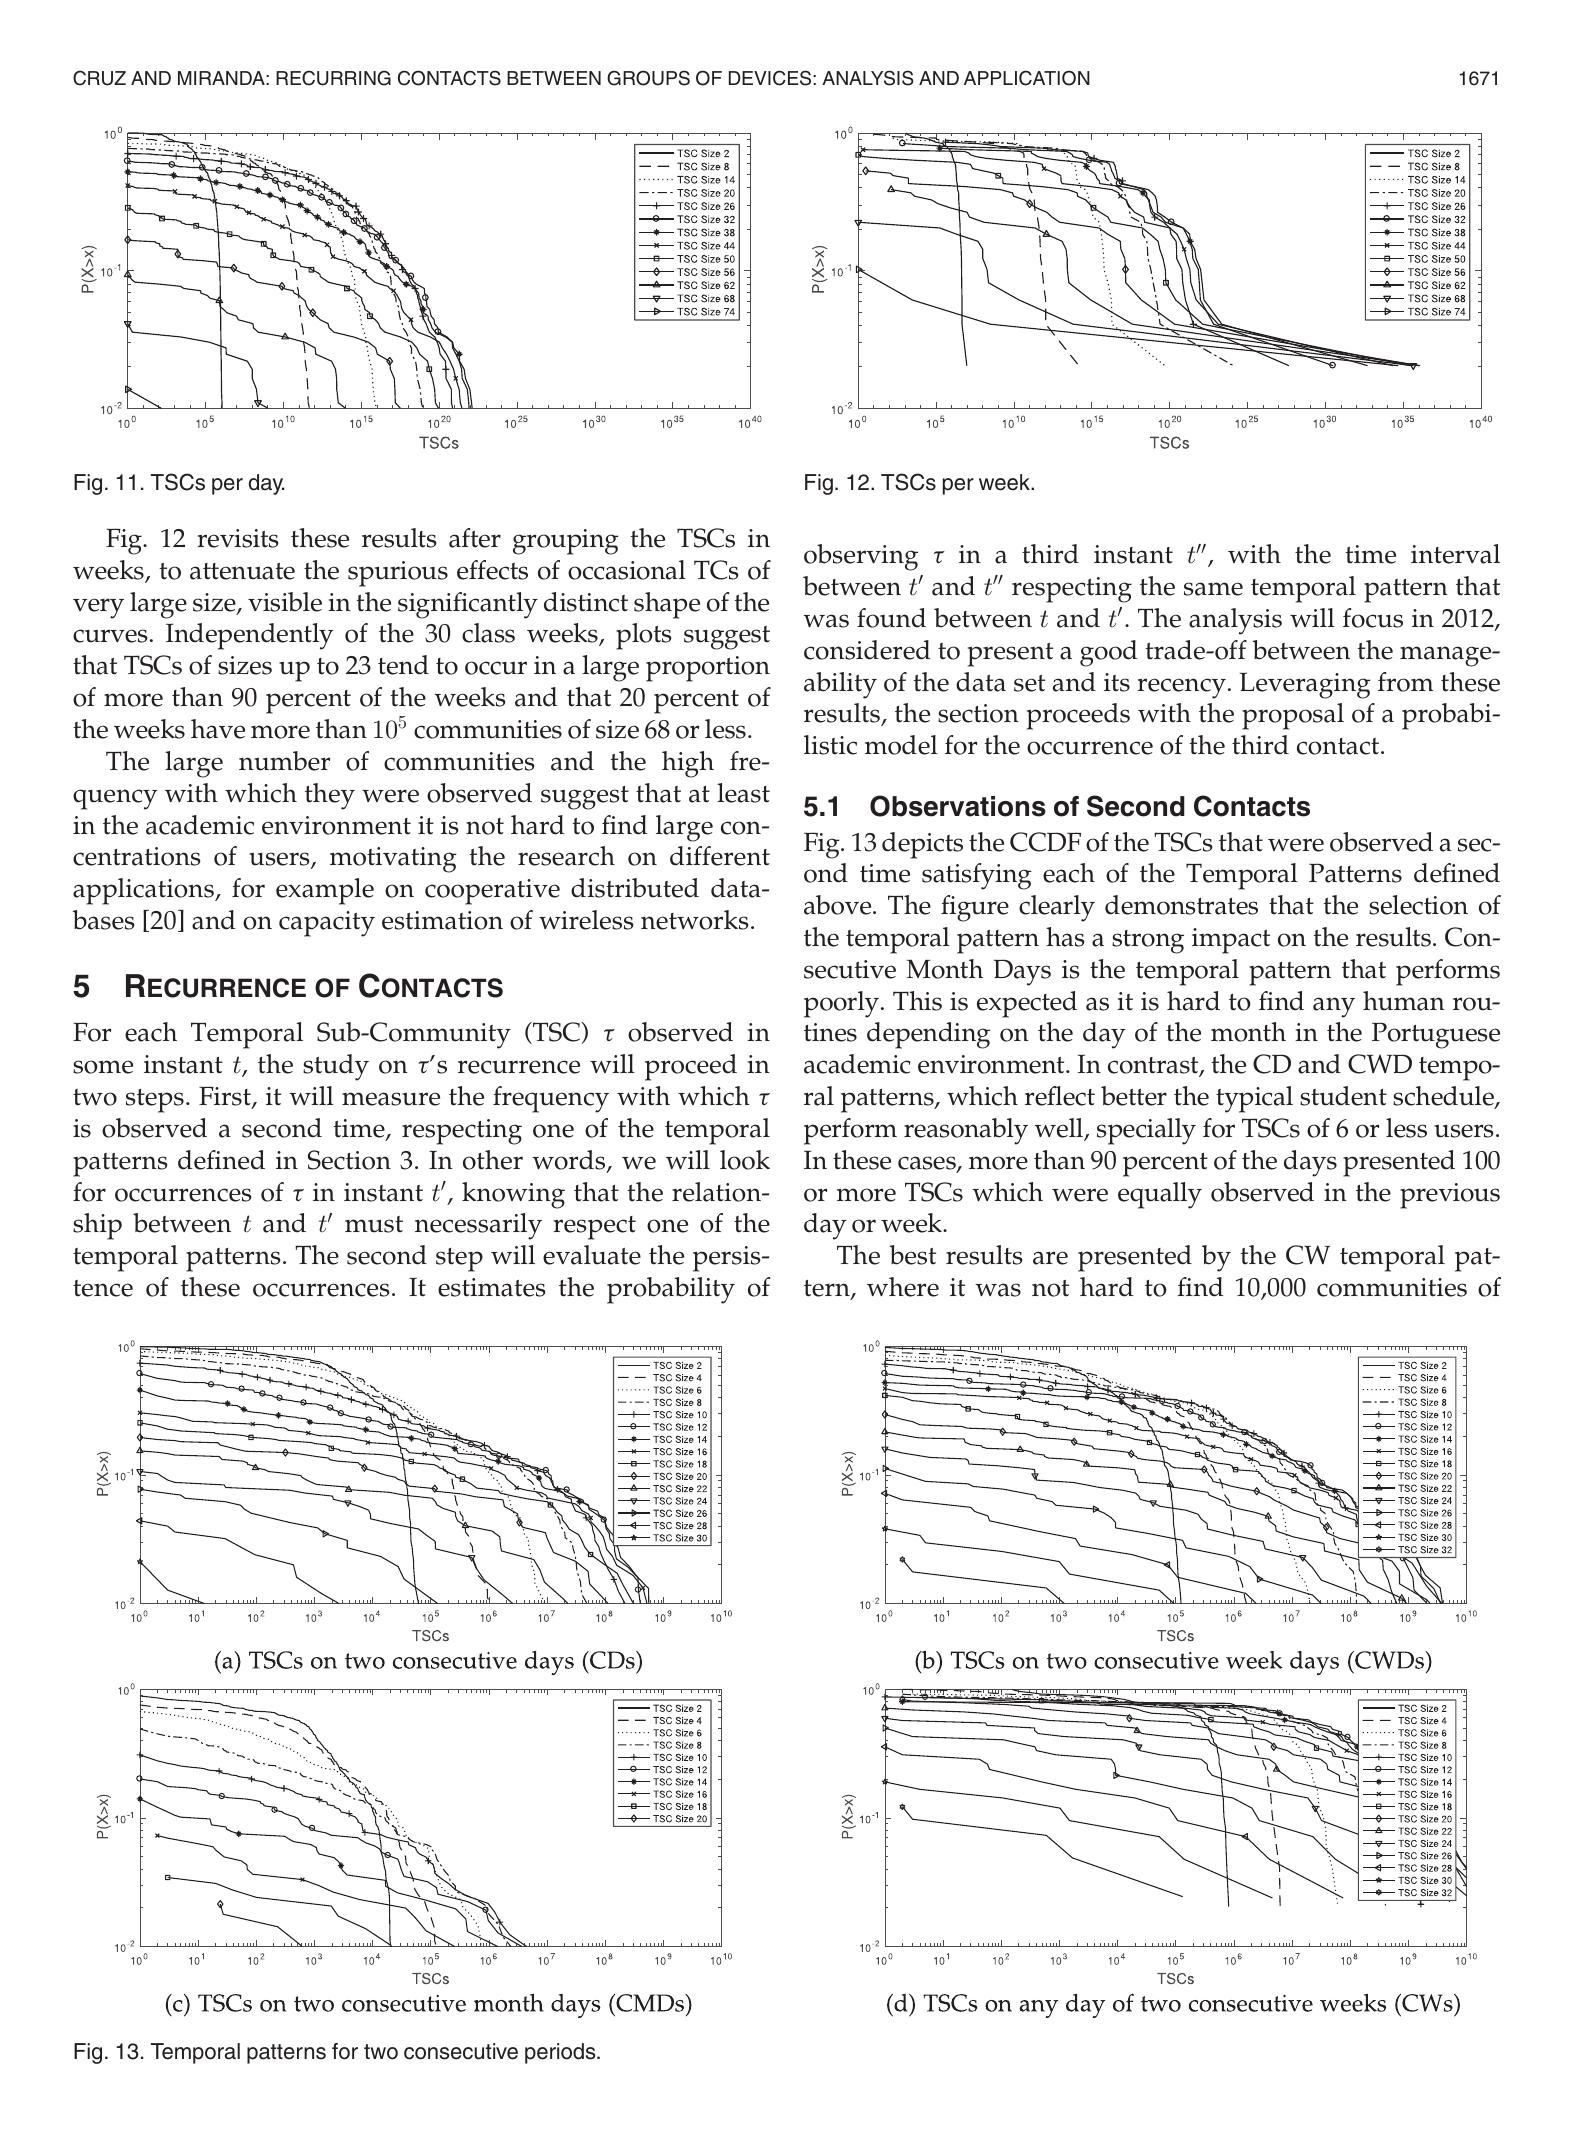 CRUZ AND MIRANDA: RECURRING CONTACTS BETWEEN GROUPS OF DEVICES: ANALYSIS AND APPLICATION 1671
10^0
10^-1
10^-2
P(X>x)
10^0 10^5 10^10 10^15 10^20 10^25 10^30 10^35 10^40
TSCs
TSC Size 2
TSC Size 8
TSC Size 14
TSC Size 20
TSC Size 26
TSC Size 32
TSC Size 38
TSC Size 44
TSC Size 50
TSC Size 56
TSC Size 62
TSC Size 68
TSC Size 74
Fig. 11. TSCs per day.
10^0
10^-1
10^-2
P(X>x)
10^0 10^5 10^10 10^15 10^20 10^25 10^30 10^35 10^40
TSCs
TSC Size 2
TSC Size 8
TSC Size 14
TSC Size 20
TSC Size 26
TSC Size 32
TSC Size 38
TSC Size 44
TSC Size 50
TSC Size 56
TSC Size 62
TSC Size 68
TSC Size 74
Fig. 12. TSCs per week.
Fig. 12 revisits these results after grouping the TSCs in
weeks, to attenuate the spurious effects of occasional TCs of
very large size, visible in the significantly distinct shape of the
curves. Independently of the 30 class weeks, plots suggest
that TSCs of sizes up to 23 tend to occur in a large proportion
of more than 90 percent of the weeks and that 20 percent of
the weeks have more than 10^5 communities of size 68 or less.
The large number of communities and the high fre-
quency with which they were observed suggest that at least
in the academic environment it is not hard to find large con-
centrations of users, motivating the research on different
applications, for example on cooperative distributed data-
bases [20] and on capacity estimation of wireless networks.
5 RECURRENCE OF CONTACTS
For each Temporal Sub-Community (TSC) τ observed in
some instant t, the study on τ's recurrence will proceed in
two steps. First, it will measure the frequency with which τ
is observed a second time, respecting one of the temporal
patterns defined in Section 3. In other words, we will look
for occurrences of τ in instant t′, knowing that the relation-
ship between t and t′ must necessarily respect one of the
temporal patterns. The second step will evaluate the persis-
tence of these occurrences. It estimates the probability of
observing τ in a third instant t″, with the time interval
between t′ and t″ respecting the same temporal pattern that
was found between t and t′. The analysis will focus in 2012,
considered to present a good trade-off between the manage-
ability of the data set and its recency. Leveraging from these
results, the section proceeds with the proposal of a probabi-
listic model for the occurrence of the third contact.
5.1 Observations of Second Contacts
Fig. 13 depicts the CCDF of the TSCs that were observed a sec-
ond time satisfying each of the Temporal Patterns defined
above. The figure clearly demonstrates that the selection of
the temporal pattern has a strong impact on the results. Con-
secutive Month Days is the temporal pattern that performs
poorly. This is expected as it is hard to find any human rou-
tines depending on the day of the month in the Portuguese
academic environment. In contrast, the CD and CWD tempo-
ral patterns, which reflect better the typical student schedule,
perform reasonably well, specially for TSCs of 6 or less users.
In these cases, more than 90 percent of the days presented 100
or more TSCs which were equally observed in the previous
day or week.
The best results are presented by the CW temporal pat-
tern, where it was not hard to find 10,000 communities of
10^0
10^-1
10^-2
P(X>x)
10^0 10^1 10^2 10^3 10^4 10^5 10^6 10^7 10^8 10^9 10^10
TSCs
TSC Size 2
TSC Size 4
TSC Size 6
TSC Size 8
TSC Size 10
TSC Size 12
TSC Size 14
TSC Size 16
TSC Size 18
TSC Size 20
TSC Size 22
TSC Size 24
TSC Size 26
TSC Size 28
TSC Size 30
(a) TSCs on two consecutive days (CDs)
10^0
10^-1
10^-2
P(X>x)
10^0 10^1 10^2 10^3 10^4 10^5 10^6 10^7 10^8 10^9 10^10
TSCs
TSC Size 2
TSC Size 4
TSC Size 6
TSC Size 8
TSC Size 10
TSC Size 12
TSC Size 14
TSC Size 16
TSC Size 18
TSC Size 20
TSC Size 22
TSC Size 24
TSC Size 26
TSC Size 28
TSC Size 30
TSC Size 32
(b) TSCs on two consecutive week days (CWDs)
10^0
10^-1
10^-2
P(X>x)
10^0 10^1 10^2 10^3 10^4 10^5 10^6 10^7 10^8 10^9 10^10
TSCs
TSC Size 2
TSC Size 4
TSC Size 6
TSC Size 8
TSC Size 10
TSC Size 12
TSC Size 14
TSC Size 16
TSC Size 18
TSC Size 20
(c) TSCs on two consecutive month days (CMDs)
10^0
10^-1
10^-2
P(X>x)
10^0 10^1 10^2 10^3 10^4 10^5 10^6 10^7 10^8 10^9 10^10
TSCs
TSC Size 2
TSC Size 4
TSC Size 6
TSC Size 8
TSC Size 10
TSC Size 12
TSC Size 14
TSC Size 16
TSC Size 18
TSC Size 20
TSC Size 22
TSC Size 24
TSC Size 26
TSC Size 28
TSC Size 30
TSC Size 32
(d) TSCs on any day of two consecutive weeks (CWs)
Fig. 13. Temporal patterns for two consecutive periods.